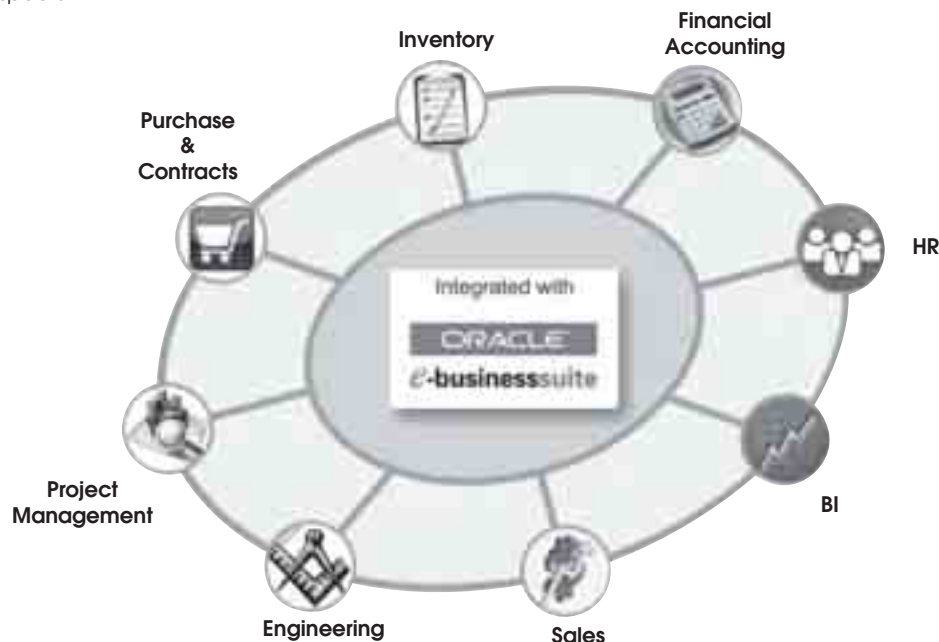 Inventory
Financial
Accounting
Purchase
&
Contracts
HR
Integrated with
ORACLE
e-businesssuite
Project
Management
BI
Engineering
Sales